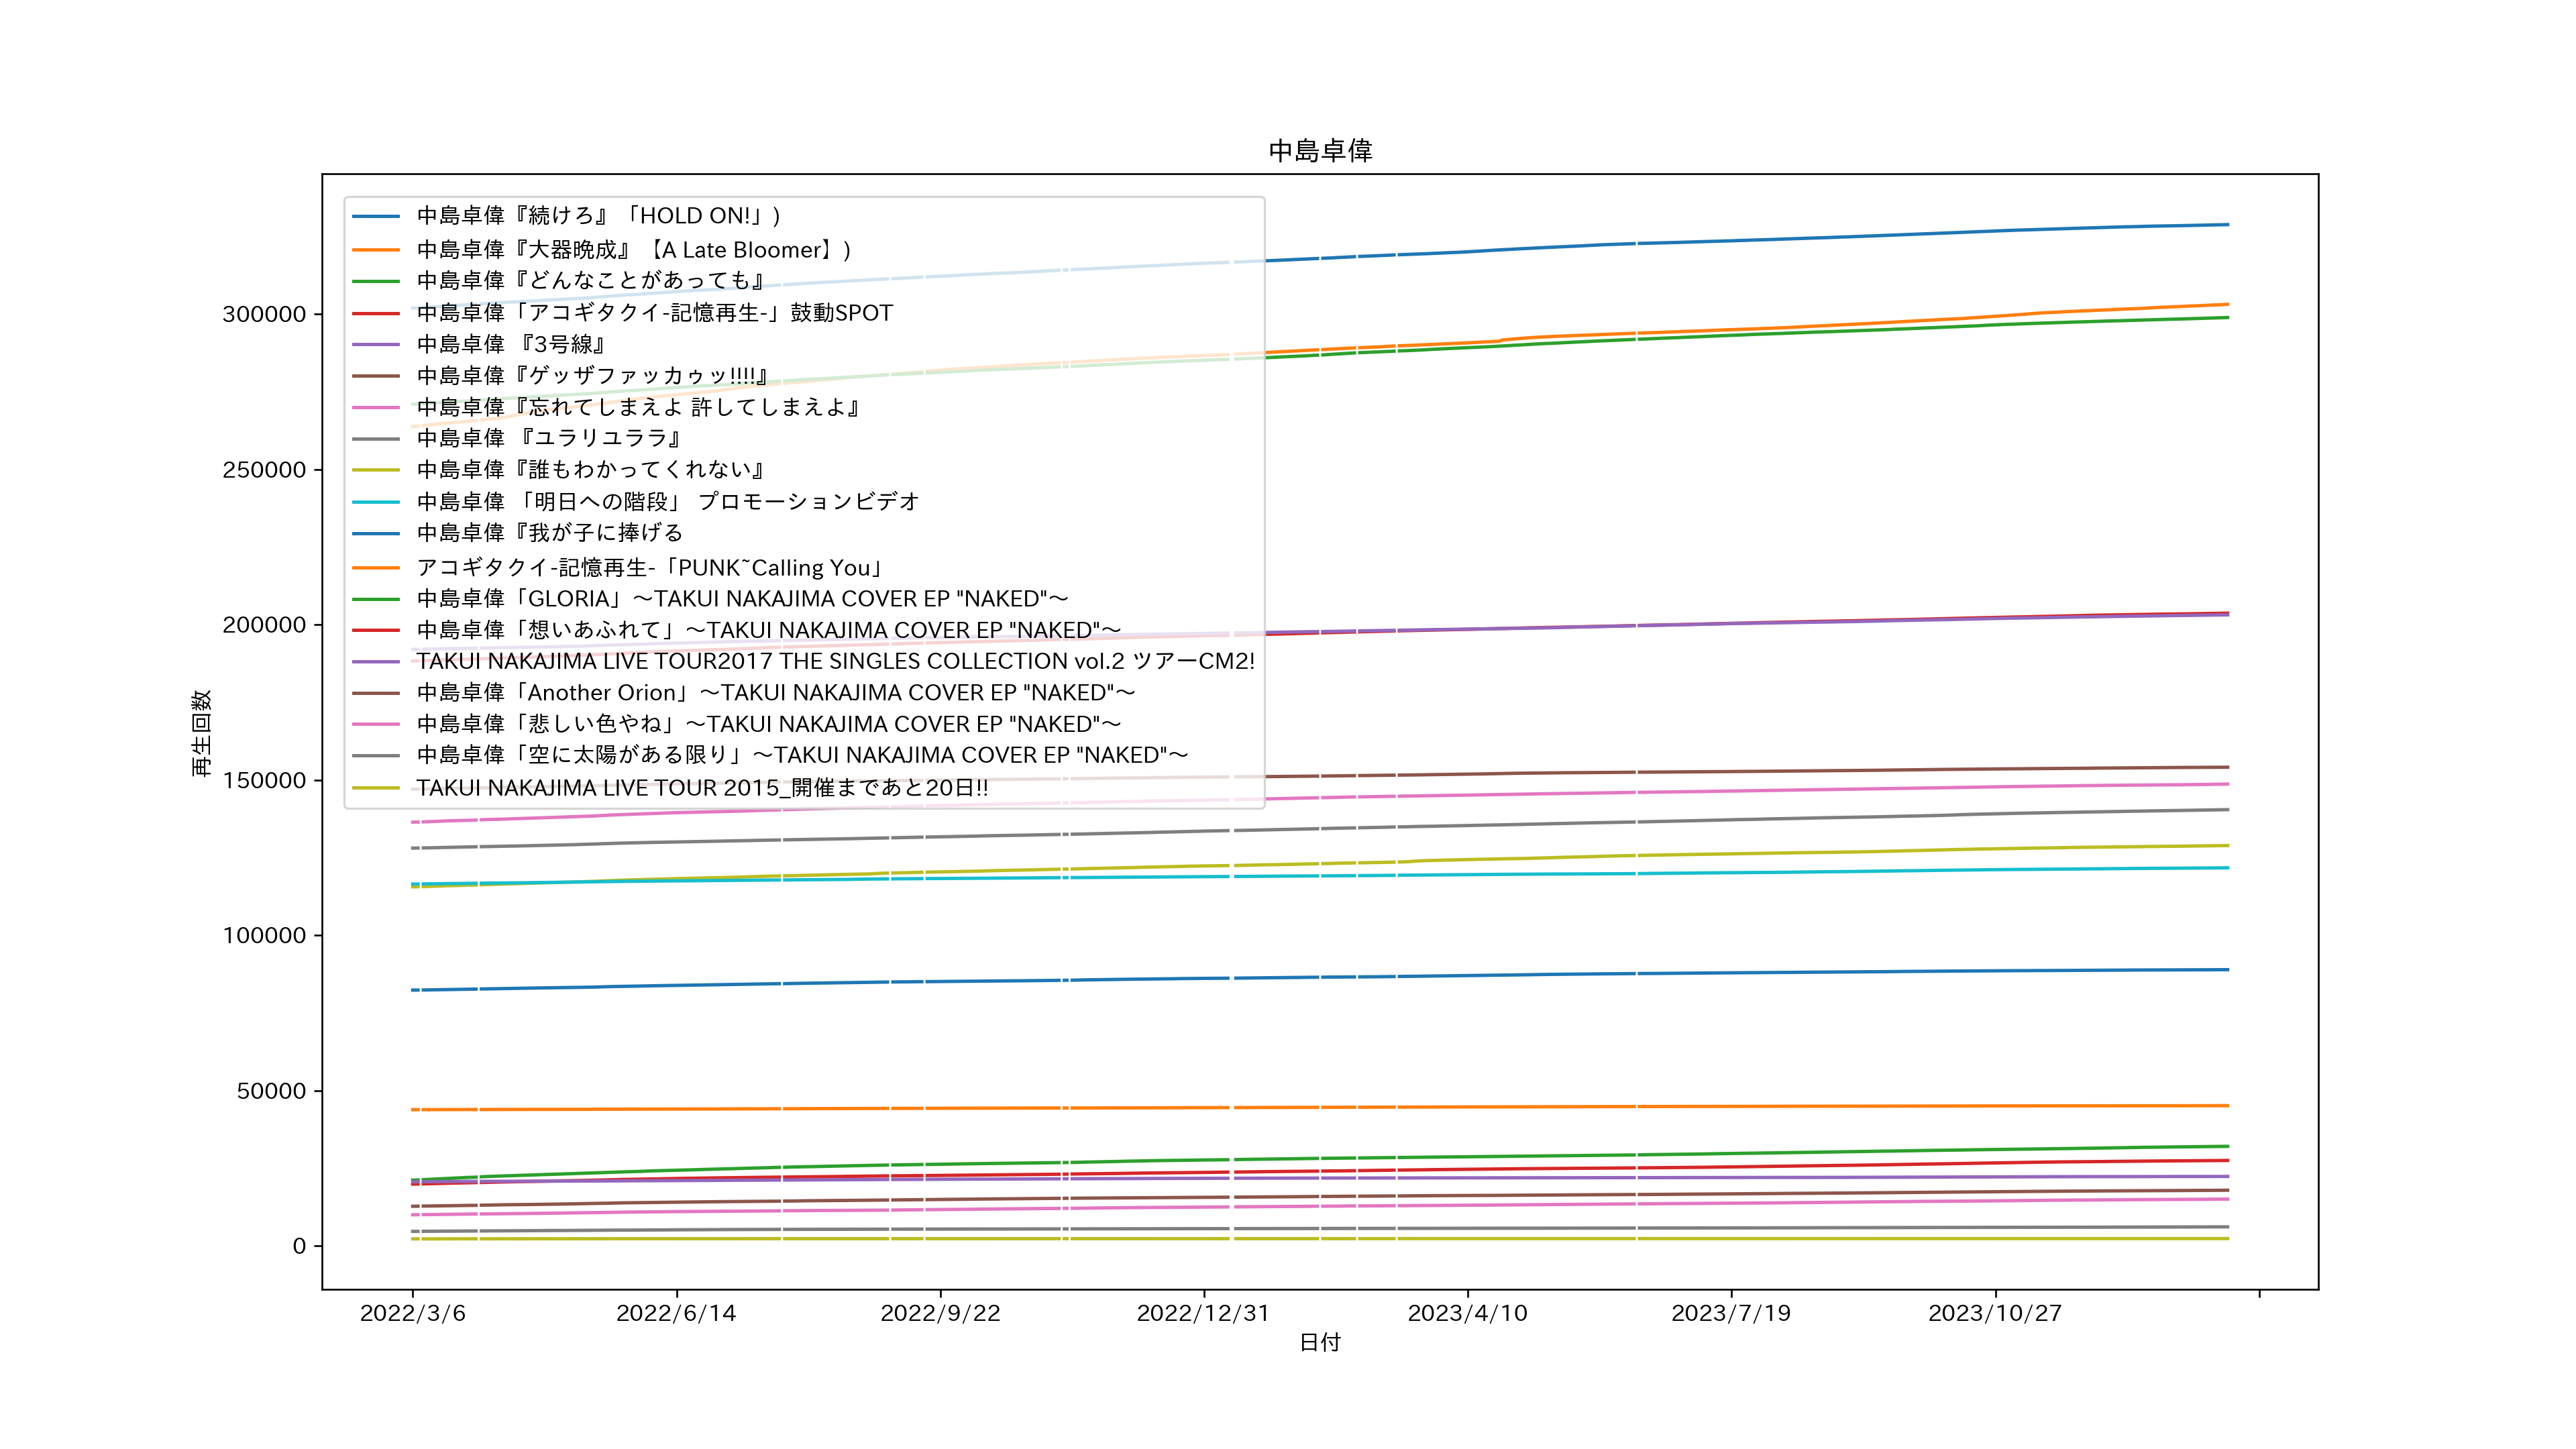 中島卓偉
中島卓偉『続けろ』「HOLD ON!」)
中島卓偉『大器晩成』【A Late Bloomer】)
中島卓偉『どんなことがあっても』
中島卓偉「アコギタクイ-記憶再生-」鼓動SPOT
中島卓偉 『3号線』
中島卓偉『ゲッザファッカゥッ!!!!』
中島卓偉『忘れてしまえよ 許してしまえよ』
中島卓偉 『ユラリユララ』
中島卓偉『誰もわかってくれない』
中島卓偉 「明日への階段」 プロモーションビデオ
中島卓偉『我が子に捧げる
アコギタクイ-記憶再生-「PUNK~Calling You」
中島卓偉「GLORIA」〜TAKUI NAKAJIMA COVER EP "NAKED"〜
中島卓偉「想いあふれて」〜TAKUI NAKAJIMA COVER EP "NAKED"〜
TAKUI NAKAJIMA LIVE TOUR2017 THE SINGLES COLLECTION vol.2 ツアーCM2!
中島卓偉「Another Orion」〜TAKUI NAKAJIMA COVER EP "NAKED"〜
中島卓偉「悲しい色やね」〜TAKUI NAKAJIMA COVER EP "NAKED"〜
中島卓偉「空に太陽がある限り」〜TAKUI NAKAJIMA COVER EP "NAKED"〜
TAKUI NAKAJIMA LIVE TOUR 2015_開催まであと20日!!
300000
250000
200000
150000
100000
50000
0
再生回数
2022/3/6 2022/6/14 2022/9/22 2022/12/31 2023/4/10 2023/7/19 2023/10/27
日付